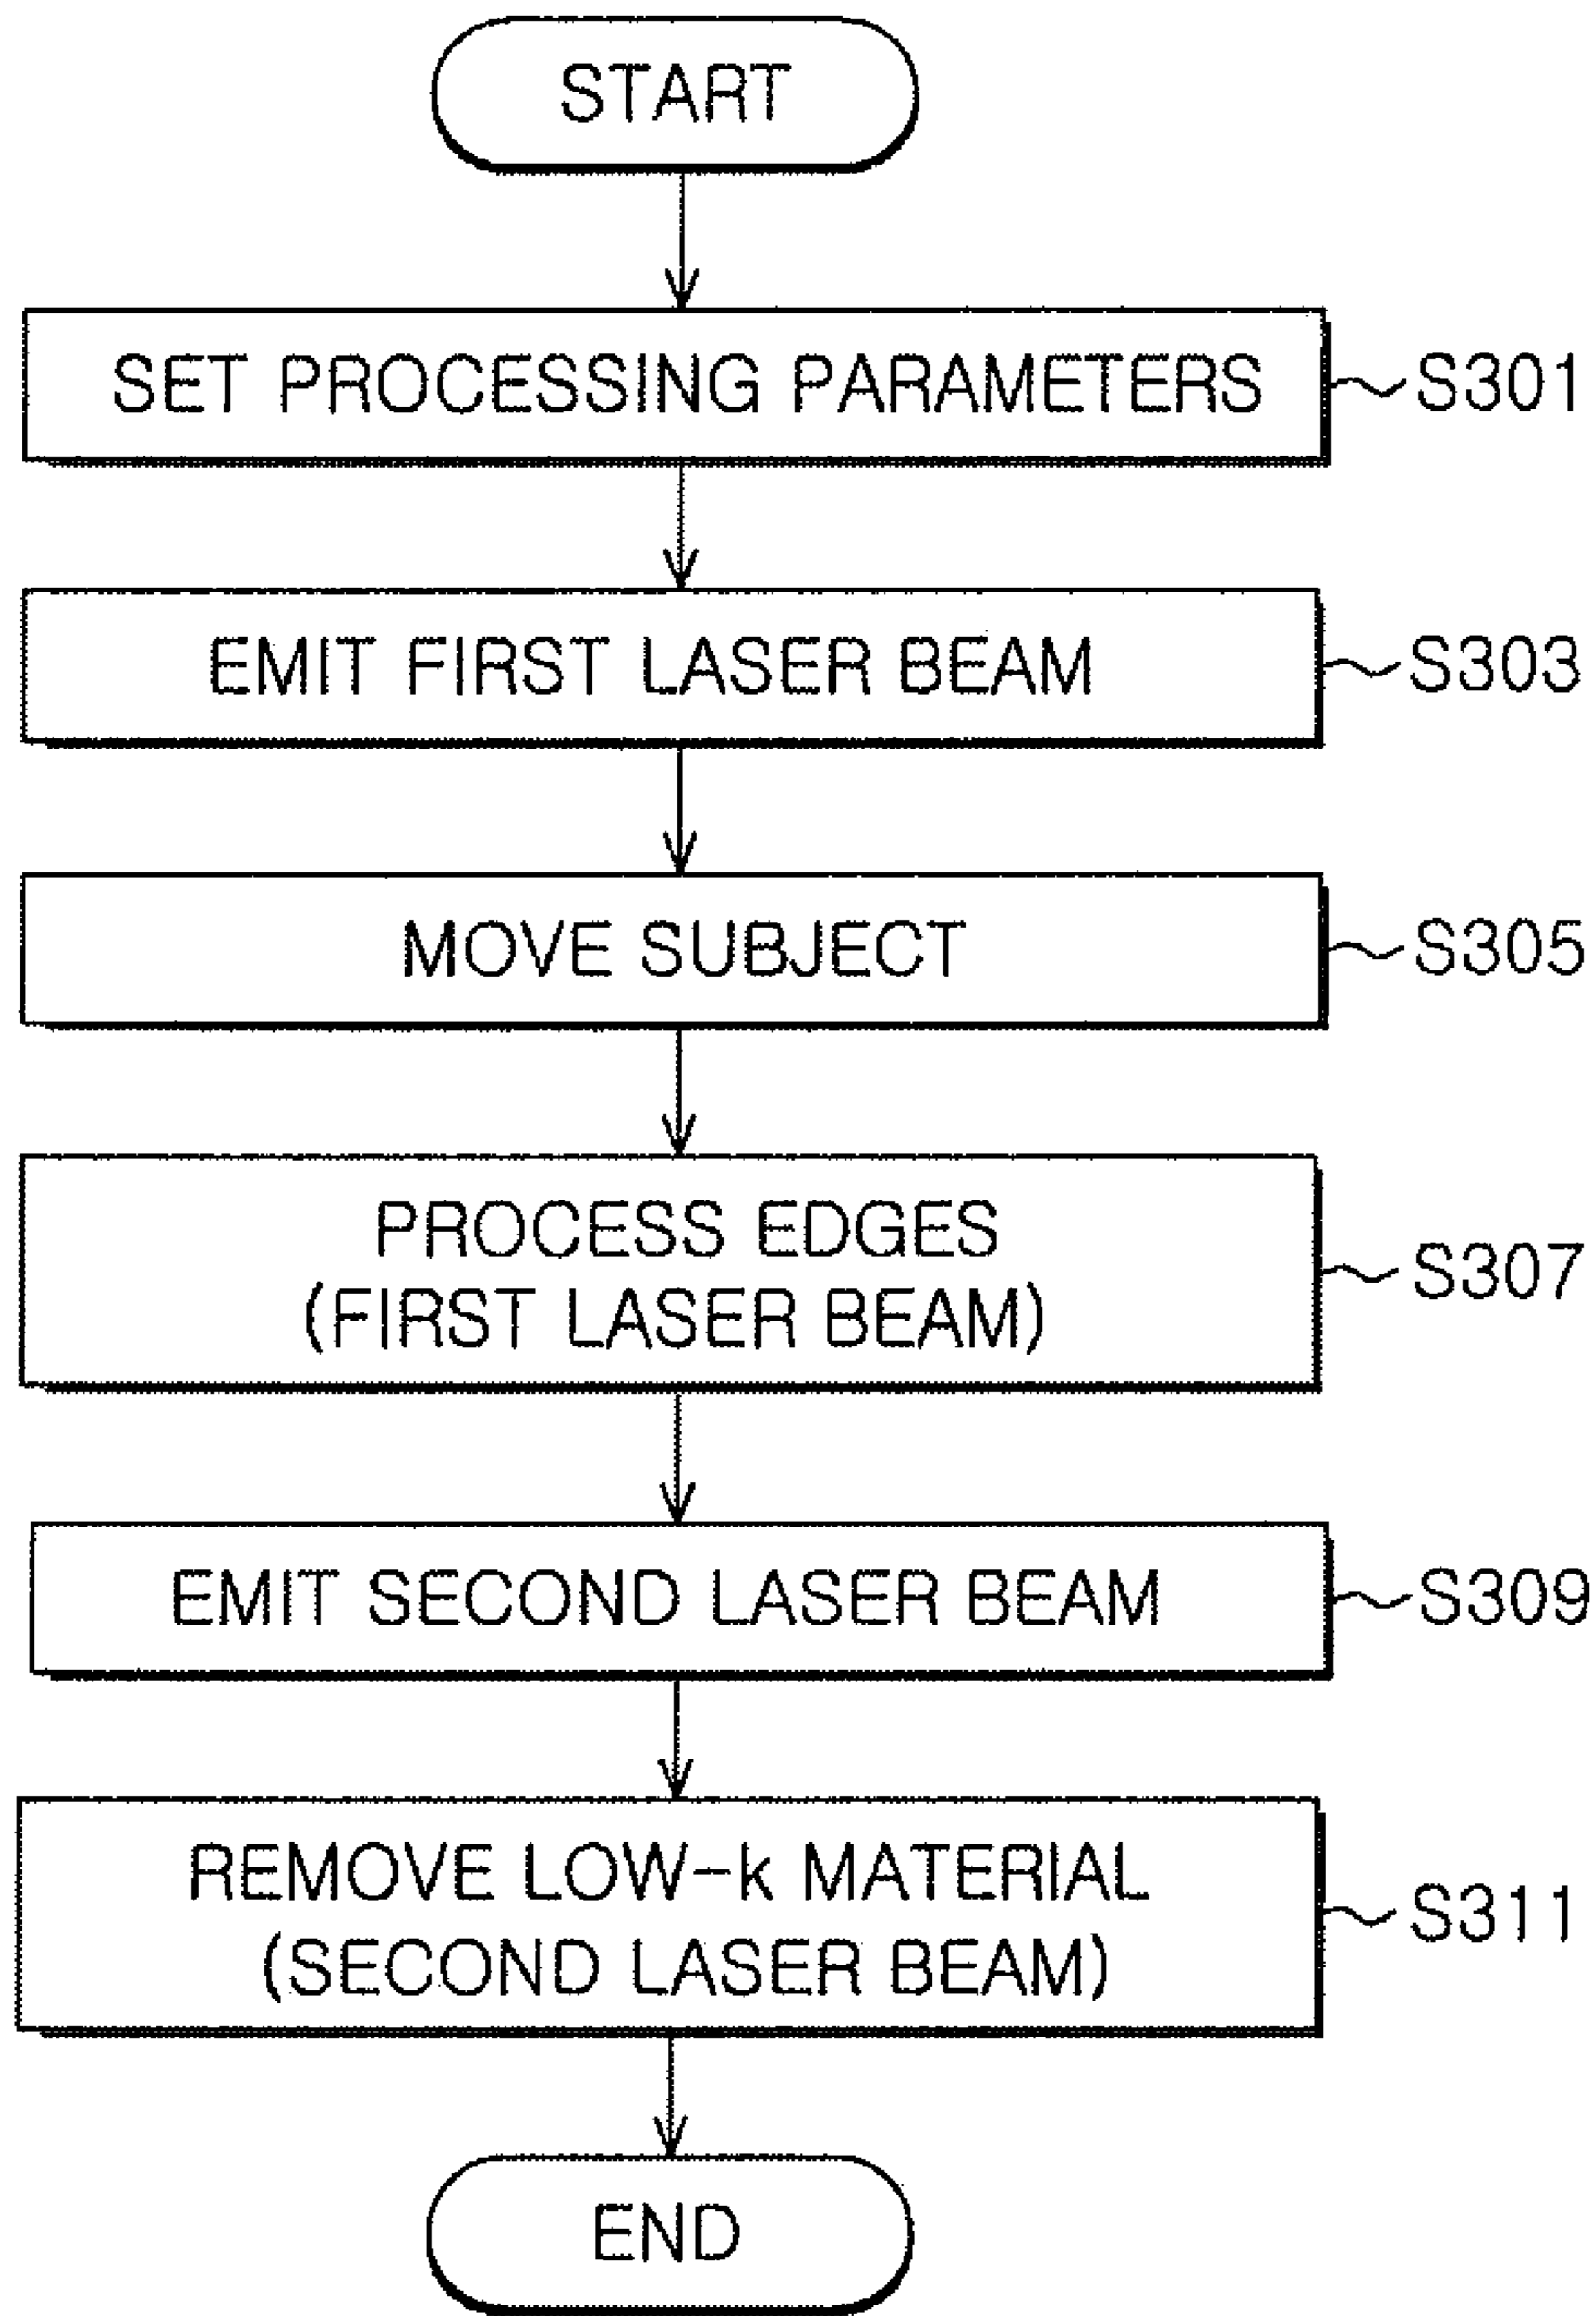 START
SET PROCESSING PARAMETERS
S301
EMIT FIRST LASER BEAM
S303
MOVE SUBJECT
S305
PROCESS EDGES
(FIRST LASER BEAM)
S307
EMIT SECOND LASER BEAM
S309
REMOVE LOW-k MATERIAL
(SECOND LASER BEAM)
S311
END